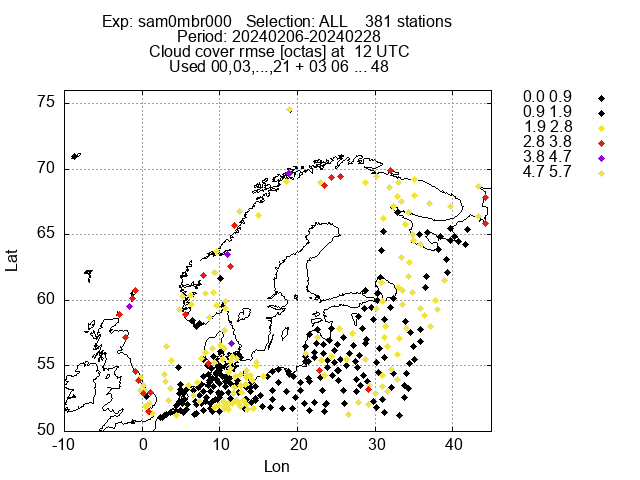 Exp: sam0mbr000   Selection: ALL    381 stations
Period: 20240206-20240228
Cloud cover rmse [octas] at  12 UTC
Used 00,03,...,21 + 03 06 ... 48
75
70
65
60
55
50
-10 0 10 20 30 40
Lat
Lon
0.0 0.9
0.9 1.9
1.9 2.8
2.8 3.8
3.8 4.7
4.7 5.7